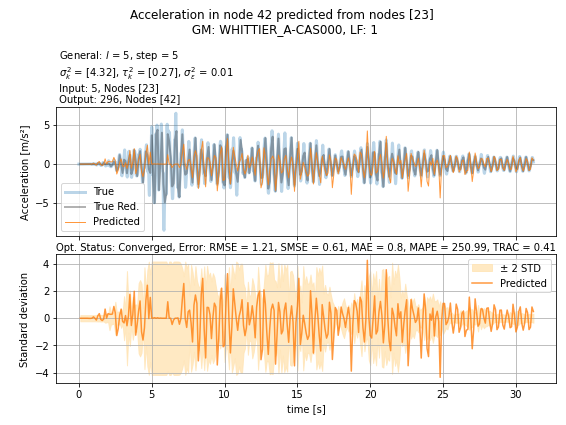 Acceleration in node 42 predicted from nodes [23]
GM: WHITTIER_A-CAS000, LF: 1
General: l = 5, step = 5
σ²ₖ = [4.32], τ²ₖ = [0.27], σ²ε = 0.01
Input: 5, Nodes [23]
Output: 296, Nodes [42]
Acceleration [m/s²]
5
0
−5
True
True Red.
Predicted
Opt. Status: Converged, Error: RMSE = 1.21, SMSE = 0.61, MAE = 0.8, MAPE = 250.99, TRAC = 0.41
Standard deviation
4
2
0
−2
−4
± 2 STD
Predicted
0 5 10 15 20 25 30
time [s]